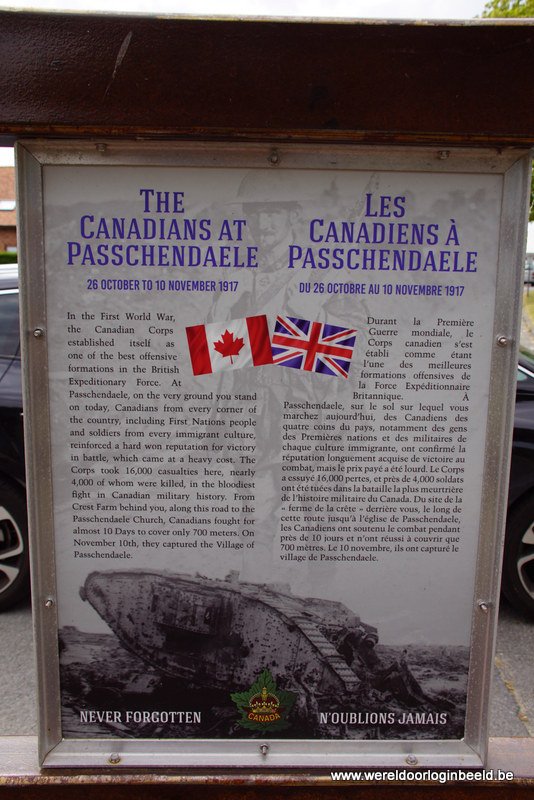 THE
CANADIANS AT
PASSCHENDAELE
26 OCTOBER TO 10 NOVEMBER 1917
In the First World War,
the Canadian Corps
established itself as
one of the best offensive
formations in the British
Expeditionary Force. At
Passchendaele, on the very ground you stand
on today, Canadians from every corner of
the country, including First Nations people
and soldiers from every immigrant culture,
reinforced a hard won reputation for victory
in battle, which came at a heavy cost. The
Corps took 16,000 casualties here, nearly
4,000 of whom were killed, in the bloodiest
fight in Canadian military history. From
Crest Farm behind you, along this road to the
Passchendaele Church, Canadians fought for
almost 10 Days to cover only 700 meters. On
November 10th, they captured the Village of
Passchendaele.
LES
CANADIENS À
PASSCHENDAELE
DU 26 OCTOBRE AU 10 NOVEMBRE 1917
Durant la Première
Guerre mondiale, le
Corps canadien s'est
établi comme étant
l'une des meilleures
formations offensives de
la Force Expéditionnaire
Britannique. À
Passchendaele, sur le sol sur lequel vous
marchez aujourd'hui, des Canadiens des
quatre coins du pays, notamment des gens
des Premières nations et des militaires de
chaque culture immigrante, ont confirmé la
réputation longuement acquise de victoire au
combat, mais le prix payé a été lourd. Le Corps
a essuyé 16,000 pertes, et près de 4,000 soldats
ont été tuées dans la bataille la plus meurtrière
de l'histoire militaire du Canada. Du site de la
« ferme de la crête » derrière vous, le long de
cette route jusqu'à l'église de Passchendaele,
les Canadiens ont soutenu le combat pendant
près de 10 jours et n'ont réussi à couvrir que
700 mètres. Le 10 novembre, ils ont capturé le
village de Passchendaele.
NEVER FORGOTTEN
CANADA
N'OUBLIONS JAMAIS
www.wereldoorloginbeeld.be